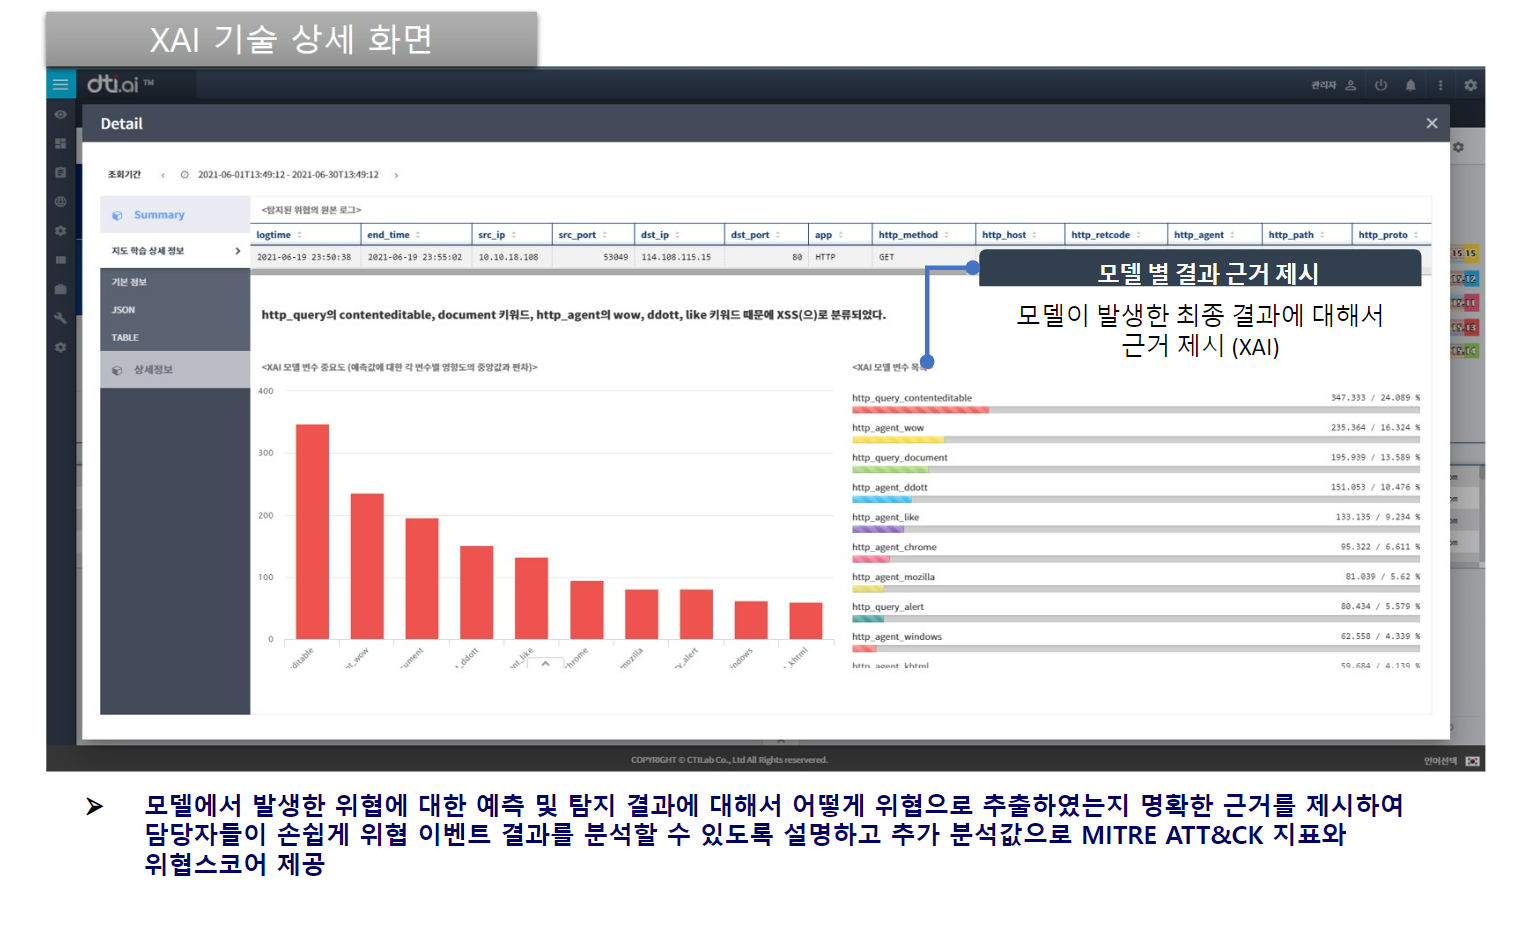 XAI 기술 상세 화면
dti.ai ™
관리자
Detail
조회기간 ‹ 2021-06-01T13:49:12 - 2021-06-30T13:49:12 ›
Summary
<탐지된 위협의 원본 로그>
logtime end_time src_ip src_port dst_ip dst_port app http_method http_host http_retcode http_agent http_path http_proto
지도 학습 상세 정보
2021-06-19 23:50:38 2021-06-19 23:55:02 10.10.18.108 53049 114.108.115.15 80 HTTP GET
모델 별 결과 근거 제시
기본 정보
JSON
TABLE
상세정보
모델이 발생한 최종 결과에 대해서
근거 제시 (XAI)
http_query의 contenteditable, document 키워드, http_agent의 wow, ddott, like 키워드 때문에 XSS(으)로 분류되었다.
<XAI 모델 변수 중요도 (예측값에 대한 각 변수별 영향도의 중앙값과 편차)>
400
300
200
100
0
editable
nt_wow
cument
_ddott
ent_like
chrome
mozilla
y_alert
ndows
_khtml
<XAI 모델 변수 목
http_query_contenteditable 347.333 / 24.089 %
http_agent_wow 235.364 / 16.324 %
http_query_document 195.939 / 13.589 %
http_agent_ddott 151.053 / 10.476 %
http_agent_like 133.135 / 9.234 %
http_agent_chrome 95.322 / 6.611 %
http_agent_mozilla 81.039 / 5.62 %
http_query_alert 80.434 / 5.579 %
http_agent_windows 62.558 / 4.339 %
http_agent_khtml 59.684 / 4.139 %
COPYRIGHT © CTILab Co., Ltd All Rights reservered.
언어선택
➢ 모델에서 발생한 위협에 대한 예측 및 탐지 결과에 대해서 어떻게 위협으로 추출하였는지 명확한 근거를 제시하여
담당자들이 손쉽게 위협 이벤트 결과를 분석할 수 있도록 설명하고 추가 분석값으로 MITRE ATT&CK 지표와
위협스코어 제공